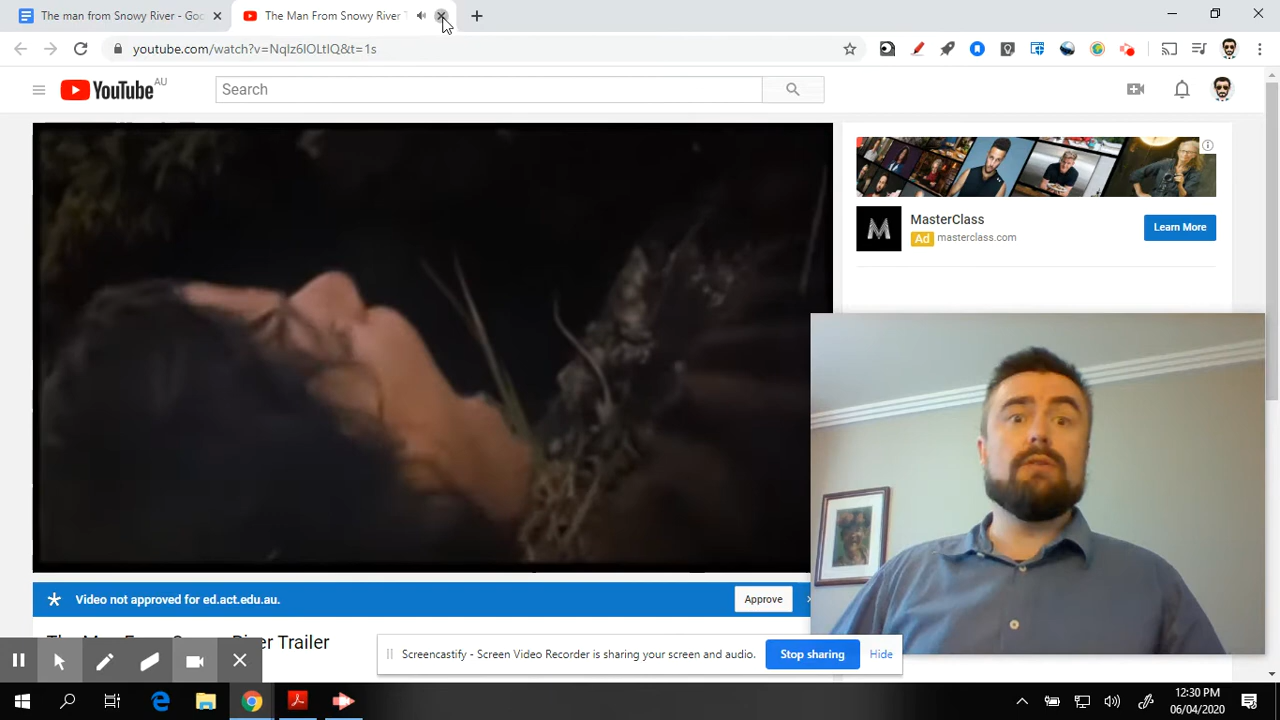 The man from Snowy River - Goo
The Man From Snowy River T
youtube.com/watch?v=NqIz6lOLtIQ&t=1s
YouTube AU
Search
MasterClass
Ad masterclass.com
Learn More
Video not approved for ed.act.edu.au.
Approve
River Trailer
Screencastify - Screen Video Recorder is sharing your screen and audio.
Stop sharing
Hide
12:30 PM
06/04/2020